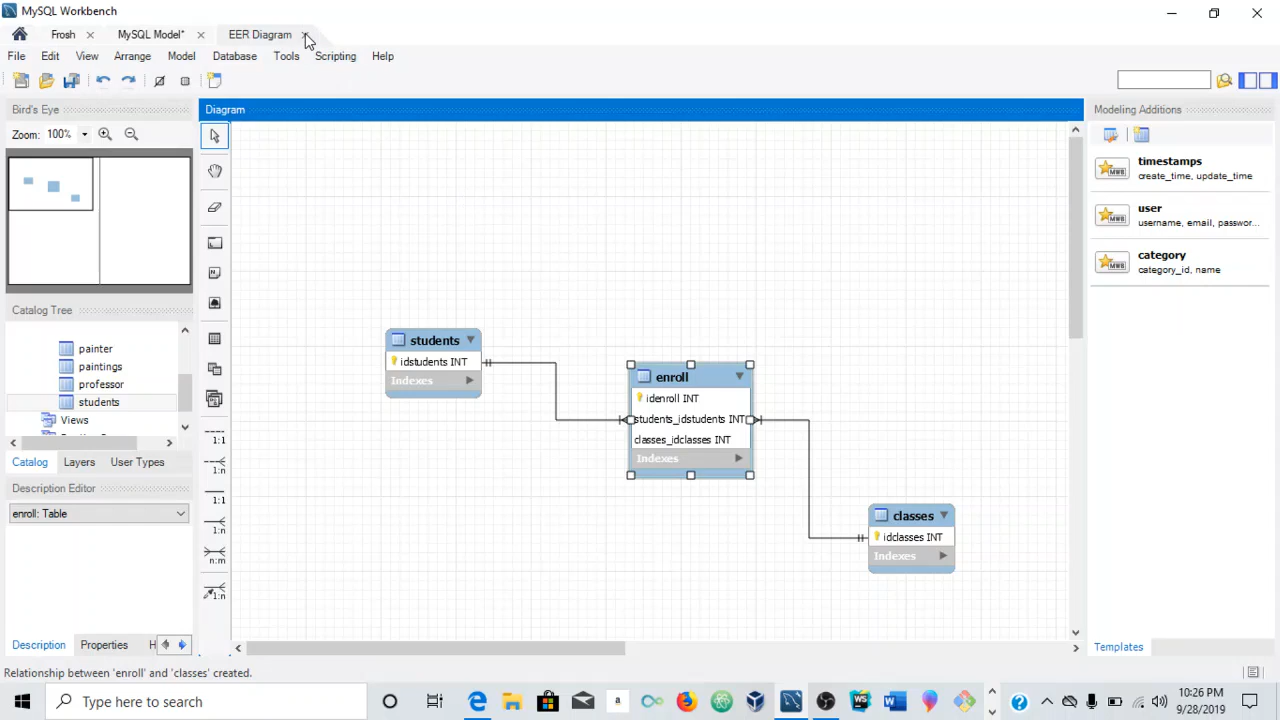 MySQL Workbench
Frosh
MySQL Model*
EER Diagram
File Edit View Arrange Model Database Tools Scripting Help
Bird's Eye
Diagram
Modeling Additions
Zoom: 100%
timestamps
create_time, update_time
user
username, email, passwor...
category
category_id, name
Catalog Tree
painter
paintings
professor
students
Views
Catalog Layers User Types
Description Editor
enroll: Table
students
idstudents INT
Indexes
enroll
idenroll INT
students_idstudents INT
classes_idclasses INT
Indexes
classes
idclasses INT
Indexes
1:1
1:n
1:1
1:n
n:m
1:n
Description Properties H
Templates
Relationship between 'enroll' and 'classes' created.
Type here to search
10:26 PM
9/28/2019